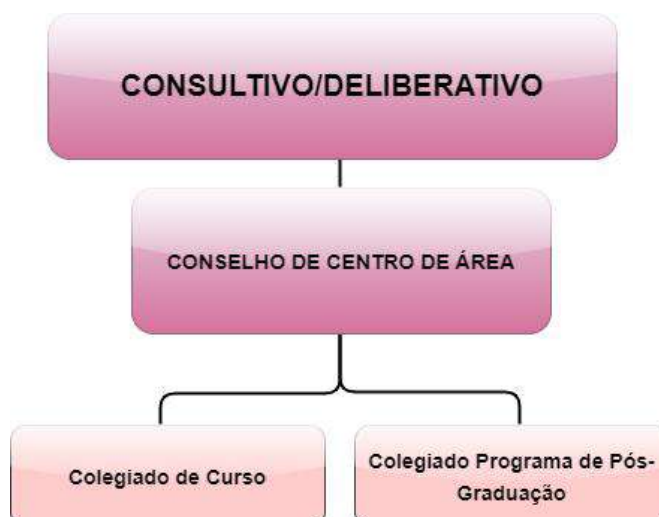 CONSULTIVO/DELIBERATIVO
CONSELHO DE CENTRO DE ÁREA
Colegiado de Curso
Colegiado Programa de Pós-
Graduação